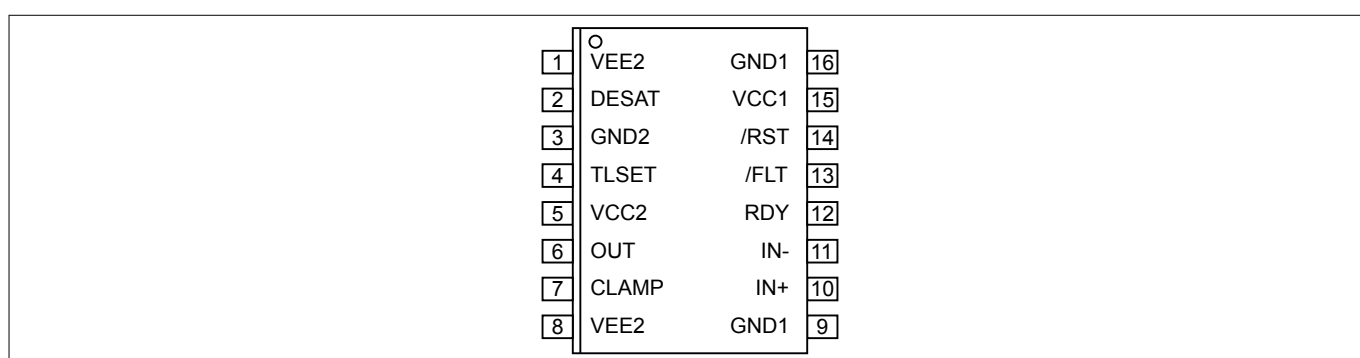 1 VEE2 GND1 16
2 DESAT VCC1 15
3 GND2 /RST 14
4 TLSET /FLT 13
5 VCC2 RDY 12
6 OUT IN- 11
7 CLAMP IN+ 10
8 VEE2 GND1 9